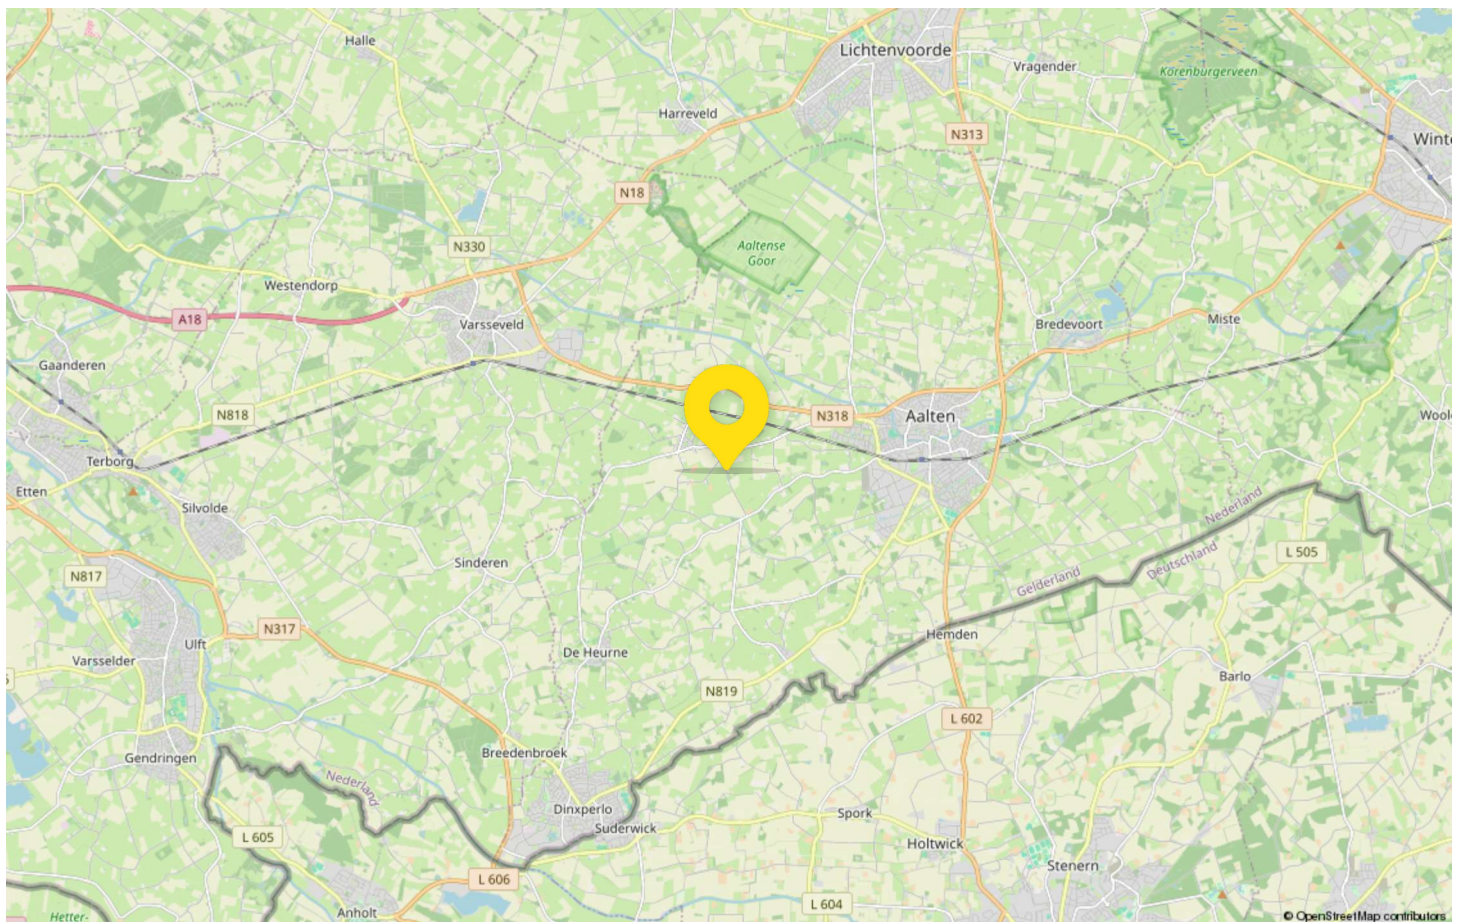 Halle
Lichtenvoorde
Vragender
Korenburgerveen
Harreveld
N313
Wint
N18
N330
Aaltense
Goor
Westendorp
A18
Varsseveld
Bredevoort
Miste
Gaanderen
N818
N318
Aalten
Wool
Terborg
Etten
Silvolde
Nederland
Deutschland
L 505
Sinderen
Gelderland
N817
N317
Ulft
Hemden
De Heurne
Varsselder
N819
Barlo
L 602
Breedenbroek
Gendringen
Nederland
Dinxperlo
Suderwick
Spork
L 605
Holtwick
Stenern
L 606
L 604
Anholt
Hetter-
© OpenStreetMap contributors